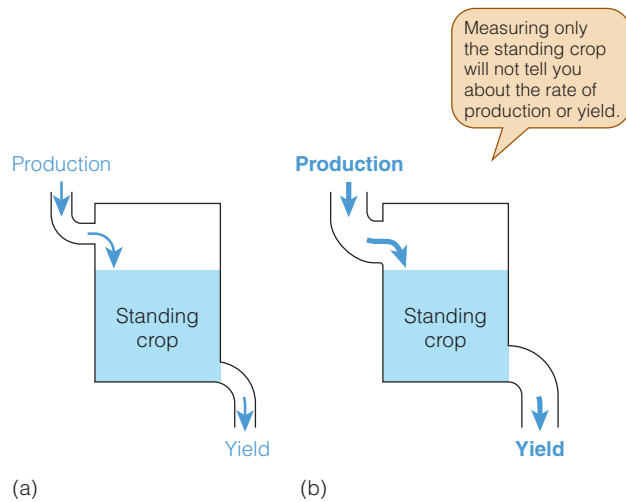 Measuring only
the standing crop
will not tell you
about the rate of
production or yield.
Production
Production
Standing
crop
Standing
crop
Yield
Yield
(a)
(b)